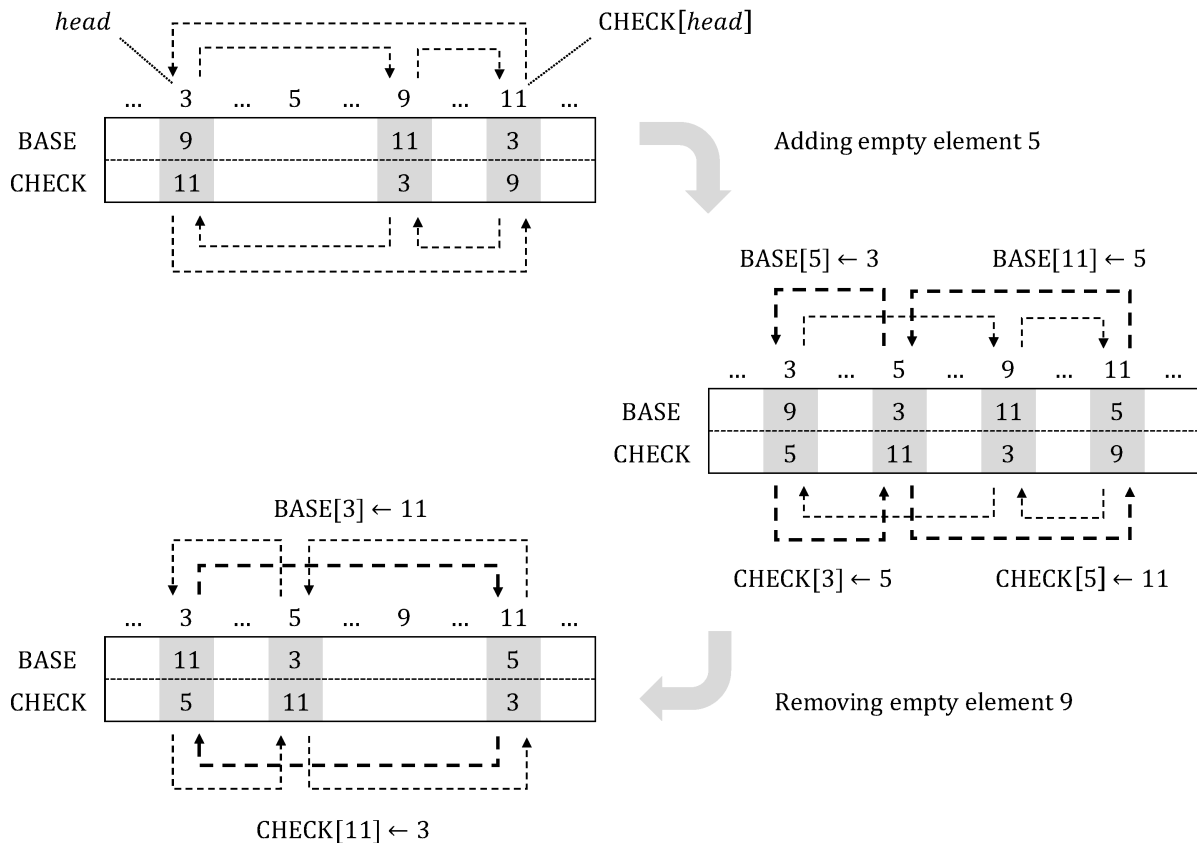 head CHECK[head]
... 3 ... 5 ... 9 ... 11 ...
BASE 9 11 3
CHECK 11 3 9
Adding empty element 5
BASE[5] ← 3 BASE[11] ← 5
... 3 ... 5 ... 9 ... 11 ...
BASE 9 3 11 5
CHECK 5 11 3 9
CHECK[3] ← 5 CHECK[5] ← 11
BASE[3] ← 11
... 3 ... 5 ... 9 ... 11 ...
BASE 11 3 5
CHECK 5 11 3
Removing empty element 9
CHECK[11] ← 3